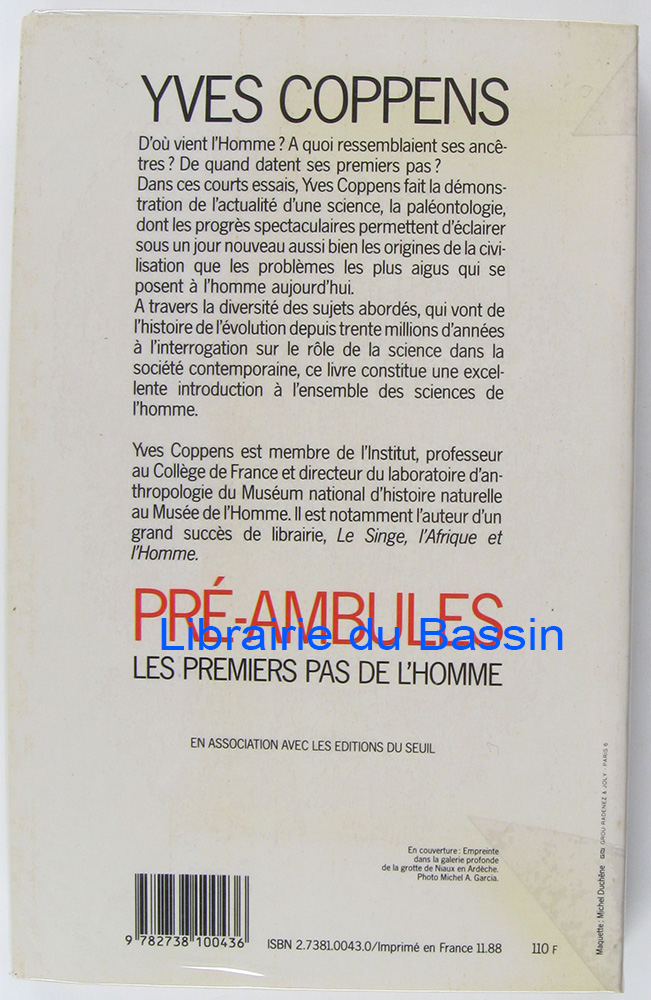 YVES COPPENS
D'où vient l'Homme ? A quoi ressemblaient ses ancê-
tres ? De quand datent ses premiers pas ?
Dans ces courts essais, Yves Coppens fait la démons-
tration de l'actualité d'une science, la paléontologie,
dont les progrès spectaculaires permettent d'éclairer
sous un jour nouveau aussi bien les origines de la civi-
lisation que les problèmes les plus aigus qui se
posent à l'homme aujourd'hui.
A travers la diversité des sujets abordés, qui vont de
l'histoire de l'évolution depuis trente millions d'années
à l'interrogation sur le rôle de la science dans la
société contemporaine, ce livre constitue une excel-
lente introduction à l'ensemble des sciences de
l'homme.
Yves Coppens est membre de l'Institut, professeur
au Collège de France et directeur du laboratoire d'an-
thropologie du Muséum national d'histoire naturelle
au Musée de l'Homme. Il est notamment l'auteur d'un
grand succès de librairie, Le Singe, l'Afrique et
l'Homme.
PRÉ-AMBULES
Librairie du Bassin
LES PREMIERS PAS DE L'HOMME
EN ASSOCIATION AVEC LES EDITIONS DU SEUIL
En couverture : Empreinte
dans la galerie profonde
de la grotte de Niaux en Ardèche.
Photo Michel A. Garcia.
Maquette : Michel Duchêne GROU-RADENEZ & JOLY · PARIS 6
9 782738 100436
ISBN 2.7381.0043.0/Imprimé en France 11.88
110 F